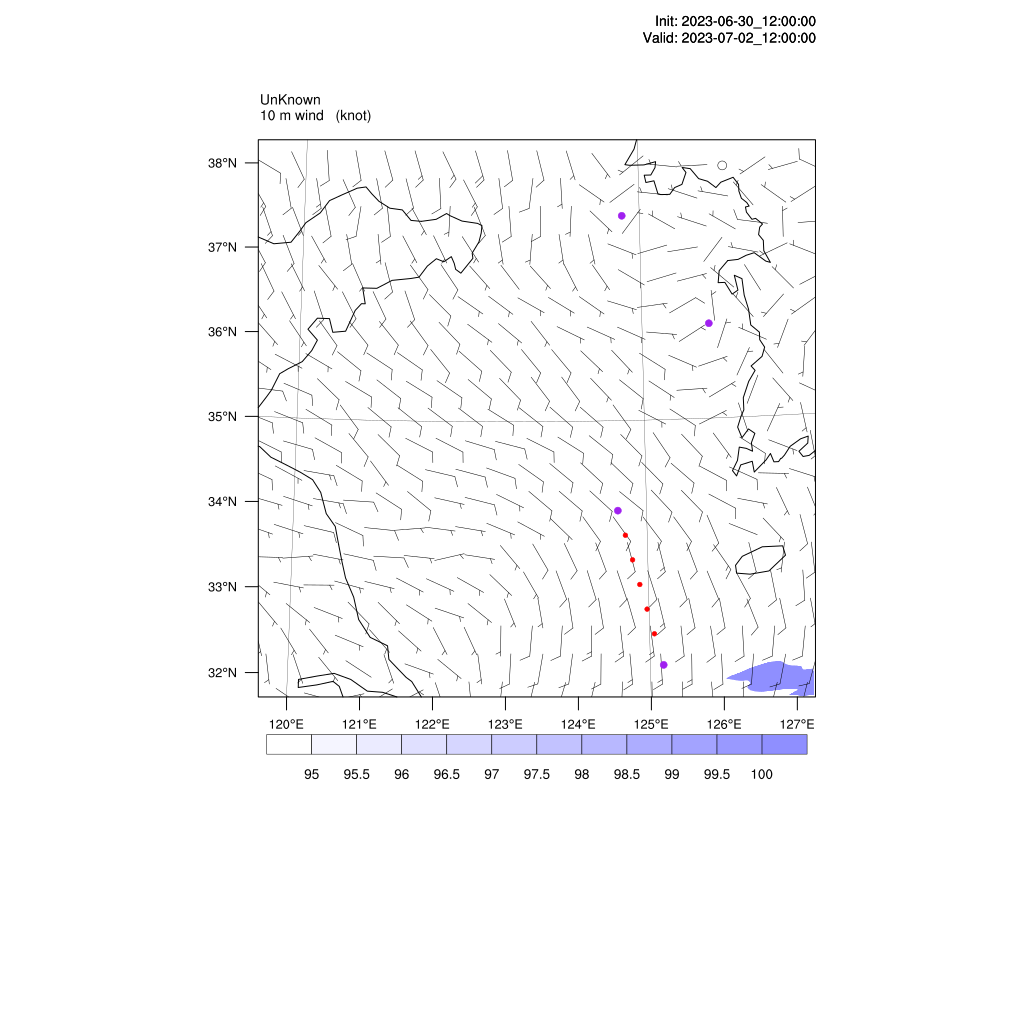 Init: 2023-06-30_12:00:00
Valid: 2023-07-02_12:00:00
UnKnown
10 m wind (knot)
38°N
37°N
36°N
35°N
34°N
33°N
32°N
120°E 121°E 122°E 123°E 124°E 125°E 126°E 127°E
95 95.5 96 96.5 97 97.5 98 98.5 99 99.5 100